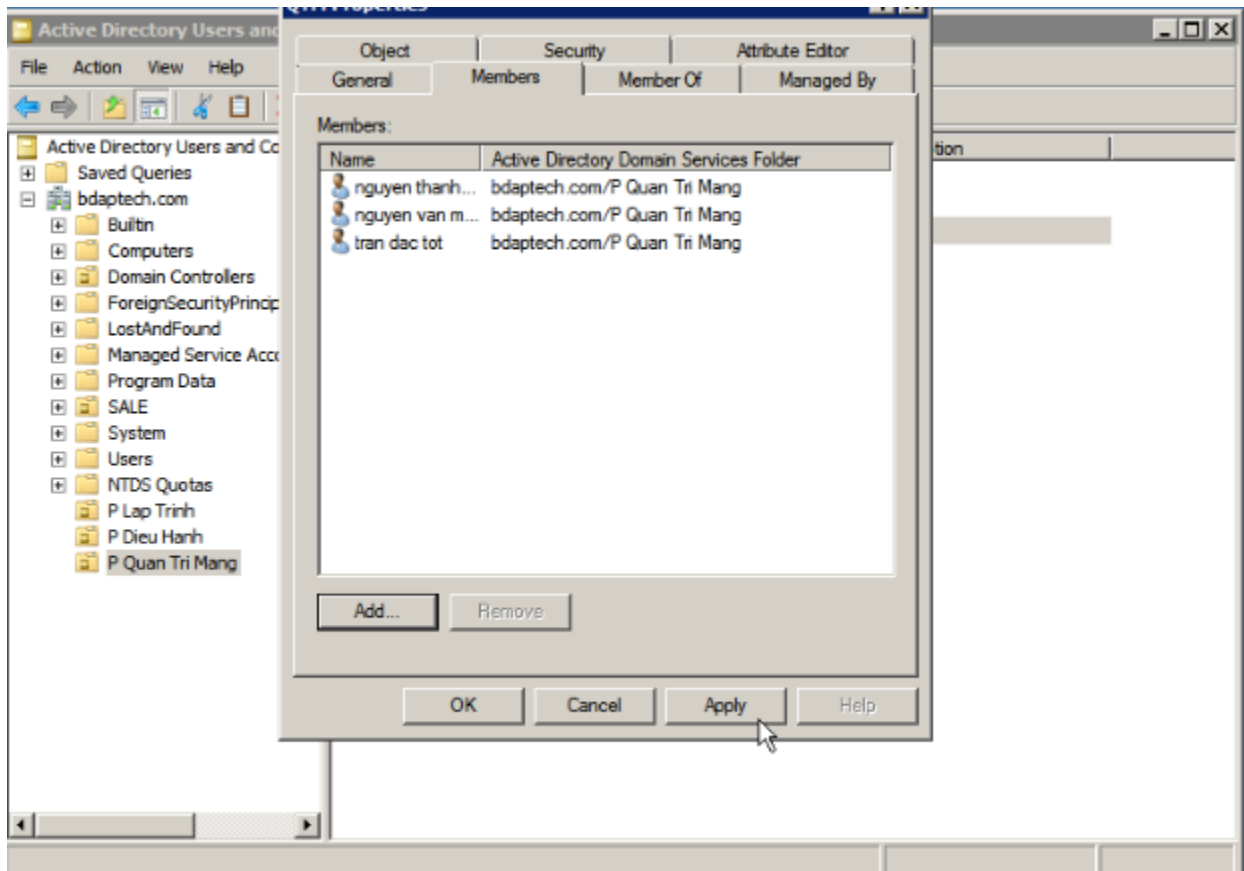 Properties
Active Directory Users and
File Action View Help
Object Security Attribute Editor
General Members Member Of Managed By
Members:
Name Active Directory Domain Services Folder
nguyen thanh... bdaptech.com/P Quan Tri Mang
nguyen van m... bdaptech.com/P Quan Tri Mang
tran dac tot bdaptech.com/P Quan Tri Mang
Add... Remove
OK Cancel Apply Help
Active Directory Users and Co
Saved Queries
bdaptech.com
Builtin
Computers
Domain Controllers
ForeignSecurityPrincip
LostAndFound
Managed Service Acco
Program Data
SALE
System
Users
NTDS Quotas
P Lap Trinh
P Dieu Hanh
P Quan Tri Mang
tion